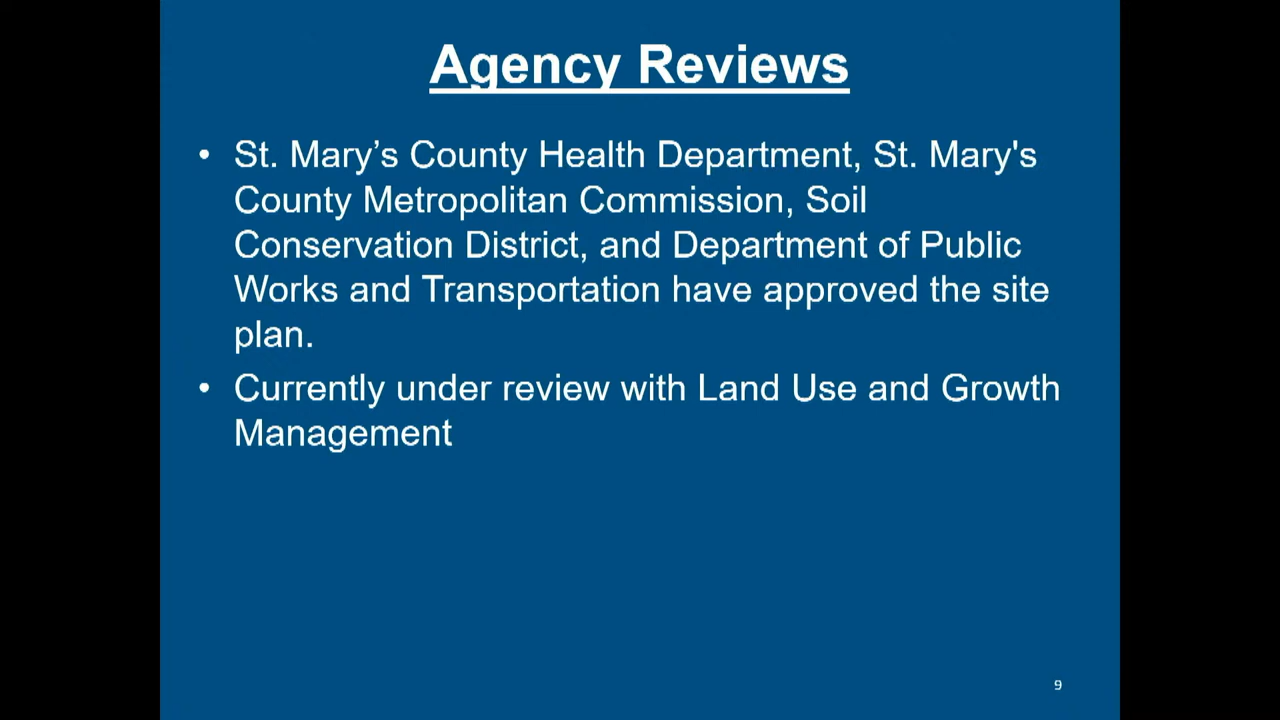 Agency Reviews
• St. Mary’s County Health Department, St. Mary's
County Metropolitan Commission, Soil
Conservation District, and Department of Public
Works and Transportation have approved the site
plan.
• Currently under review with Land Use and Growth
Management
9